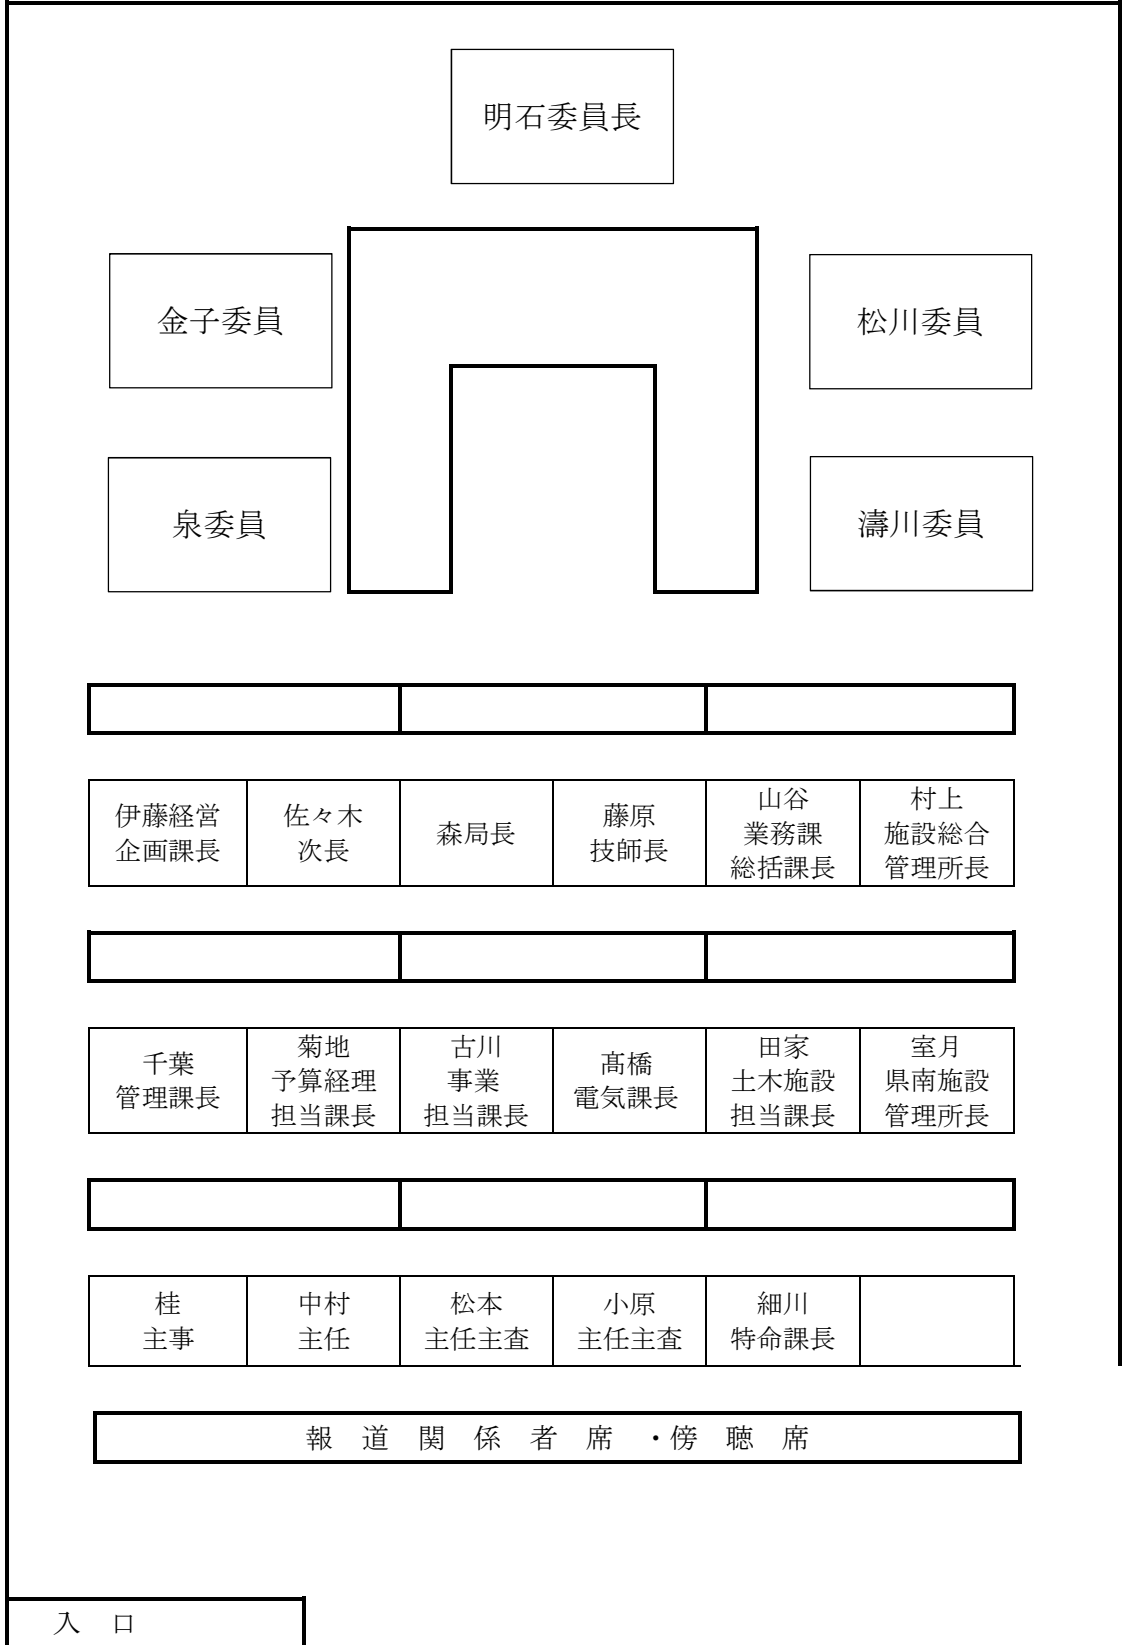 明石委員長
金子委員
松川委員
泉委員
濤川委員
伊藤経営
企画課長
佐々木
次長
森局長
藤原
技師長
山谷
業務課
総括課長
村上
施設総合
管理所長
千葉
管理課長
菊地
予算経理
担当課長
古川
事業
担当課長
髙橋
電気課長
田家
土木施設
担当課長
室月
県南施設
管理所長
桂
主事
中村
主任
松本
主任主査
小原
主任主査
細川
特命課長
報道関係者席・傍聴席
入口